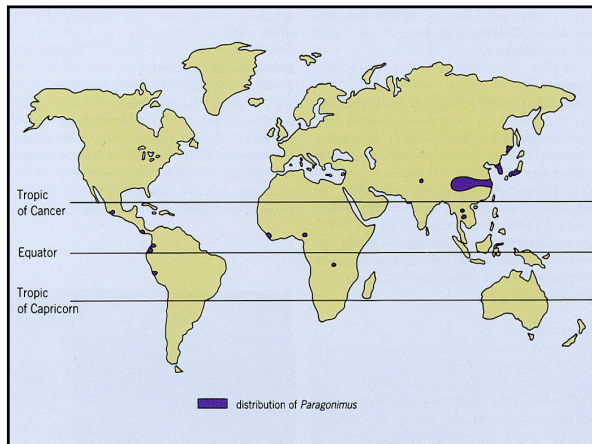 Tropic
of Cancer
Equator
Tropic
of Capricorn
distribution of Paragonimus